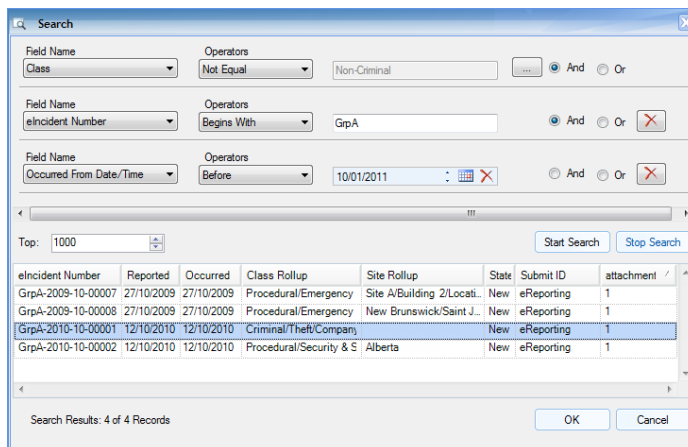 Search
Field Name Operators
Class Not Equal Non-Criminal ... And Or
Field Name Operators
eIncident Number Begins With GrpA And Or
Field Name Operators
Occurred From Date/Time Before 10/01/2011 And Or
Top: 1000 Start Search Stop Search
eIncident Number Reported Occurred Class Rollup Site Rollup State Submit ID attachment
GrpA-2009-10-00007 27/10/2009 27/10/2009 Procedural/Emergency Site A/Building 2/Locati... New eReporting 1
GrpA-2009-10-00008 27/10/2009 27/10/2009 Procedural/Emergency New Brunswick/Saint J... New eReporting 1
GrpA-2010-10-00001 12/10/2010 12/10/2010 Criminal/Theft/Company New eReporting 1
GrpA-2010-10-00002 12/10/2010 12/10/2010 Procedural/Security & S Alberta New eReporting 1
Search Results: 4 of 4 Records OK Cancel